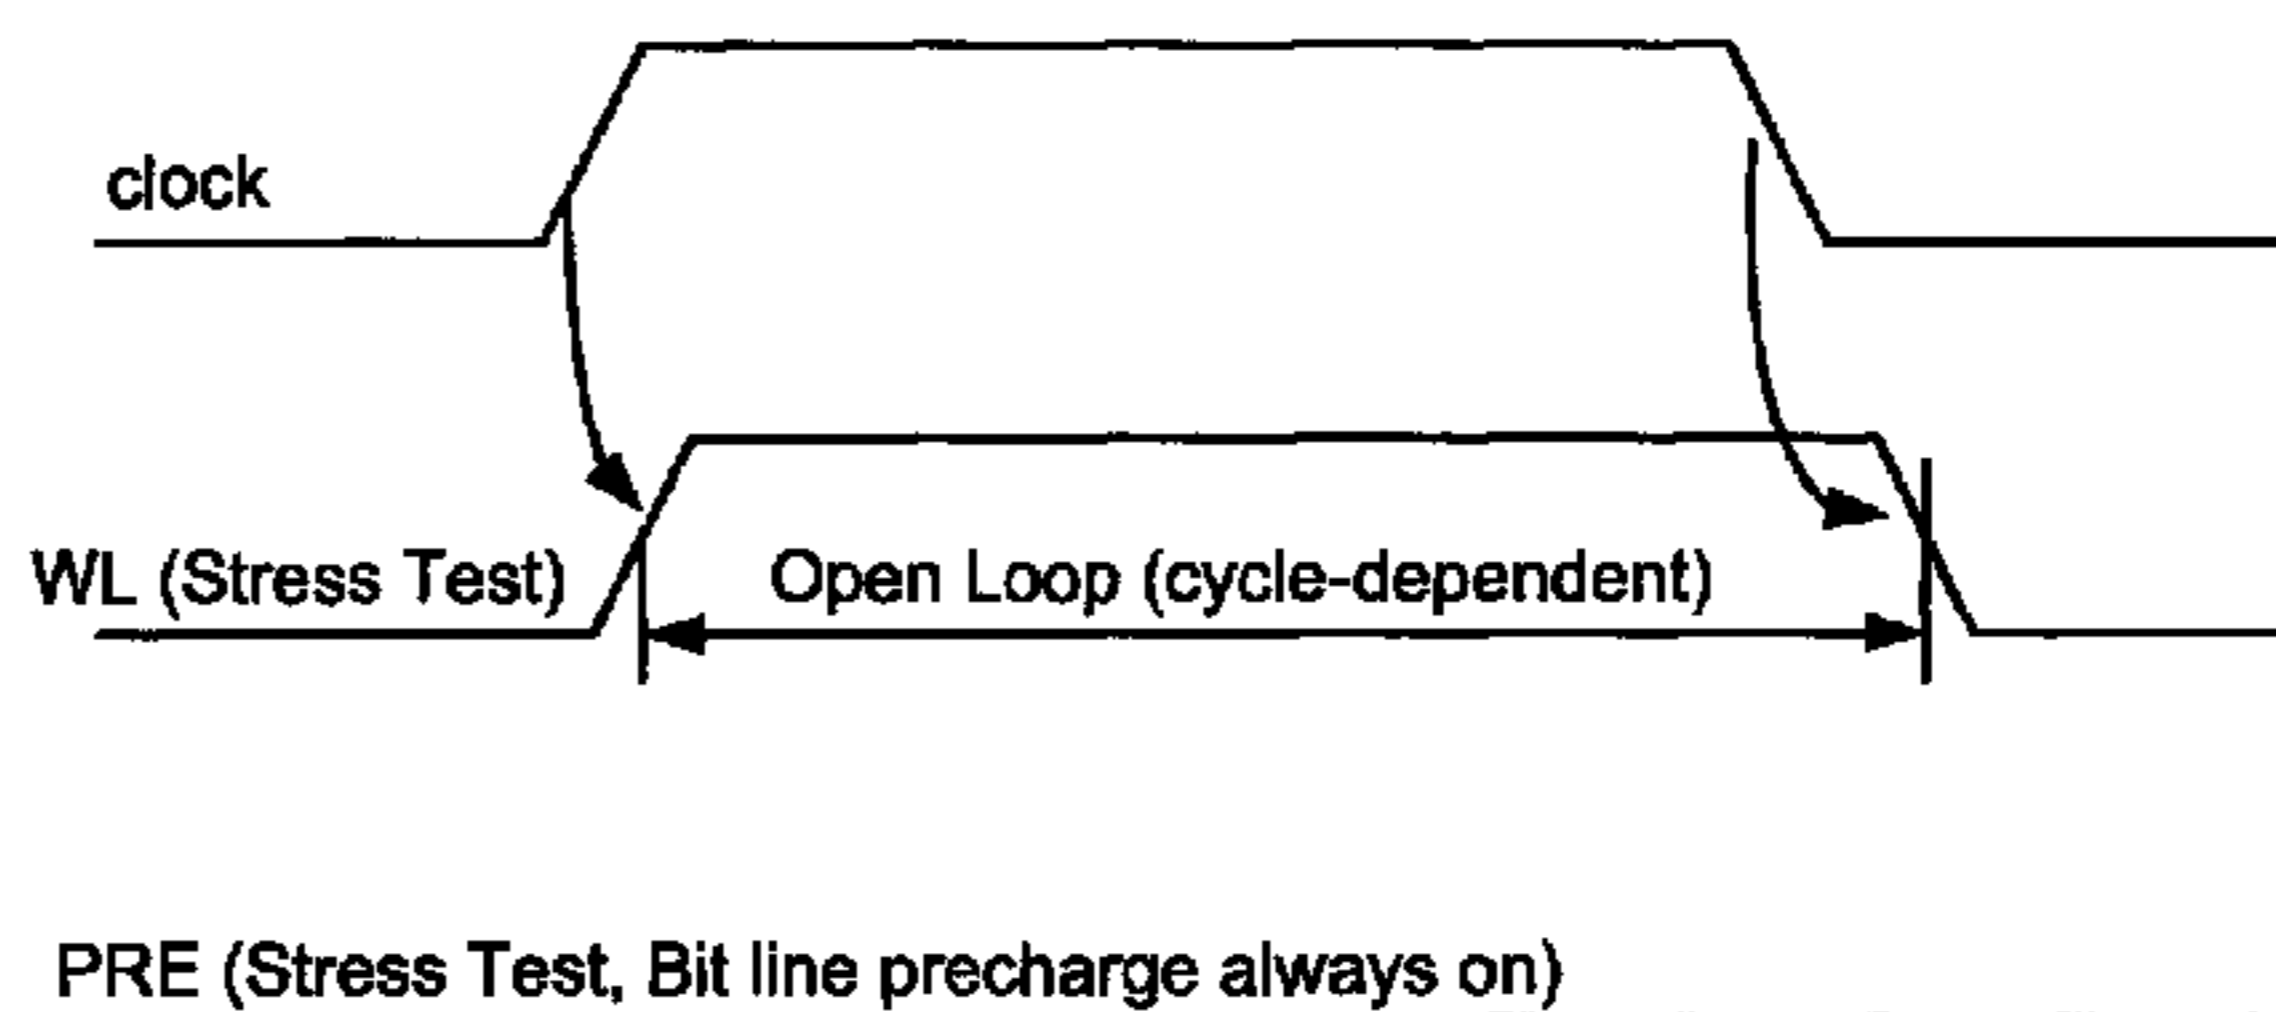 clock
WL (Stress Test)
Open Loop (cycle-dependent)
PRE (Stress Test, Bit line precharge always on)